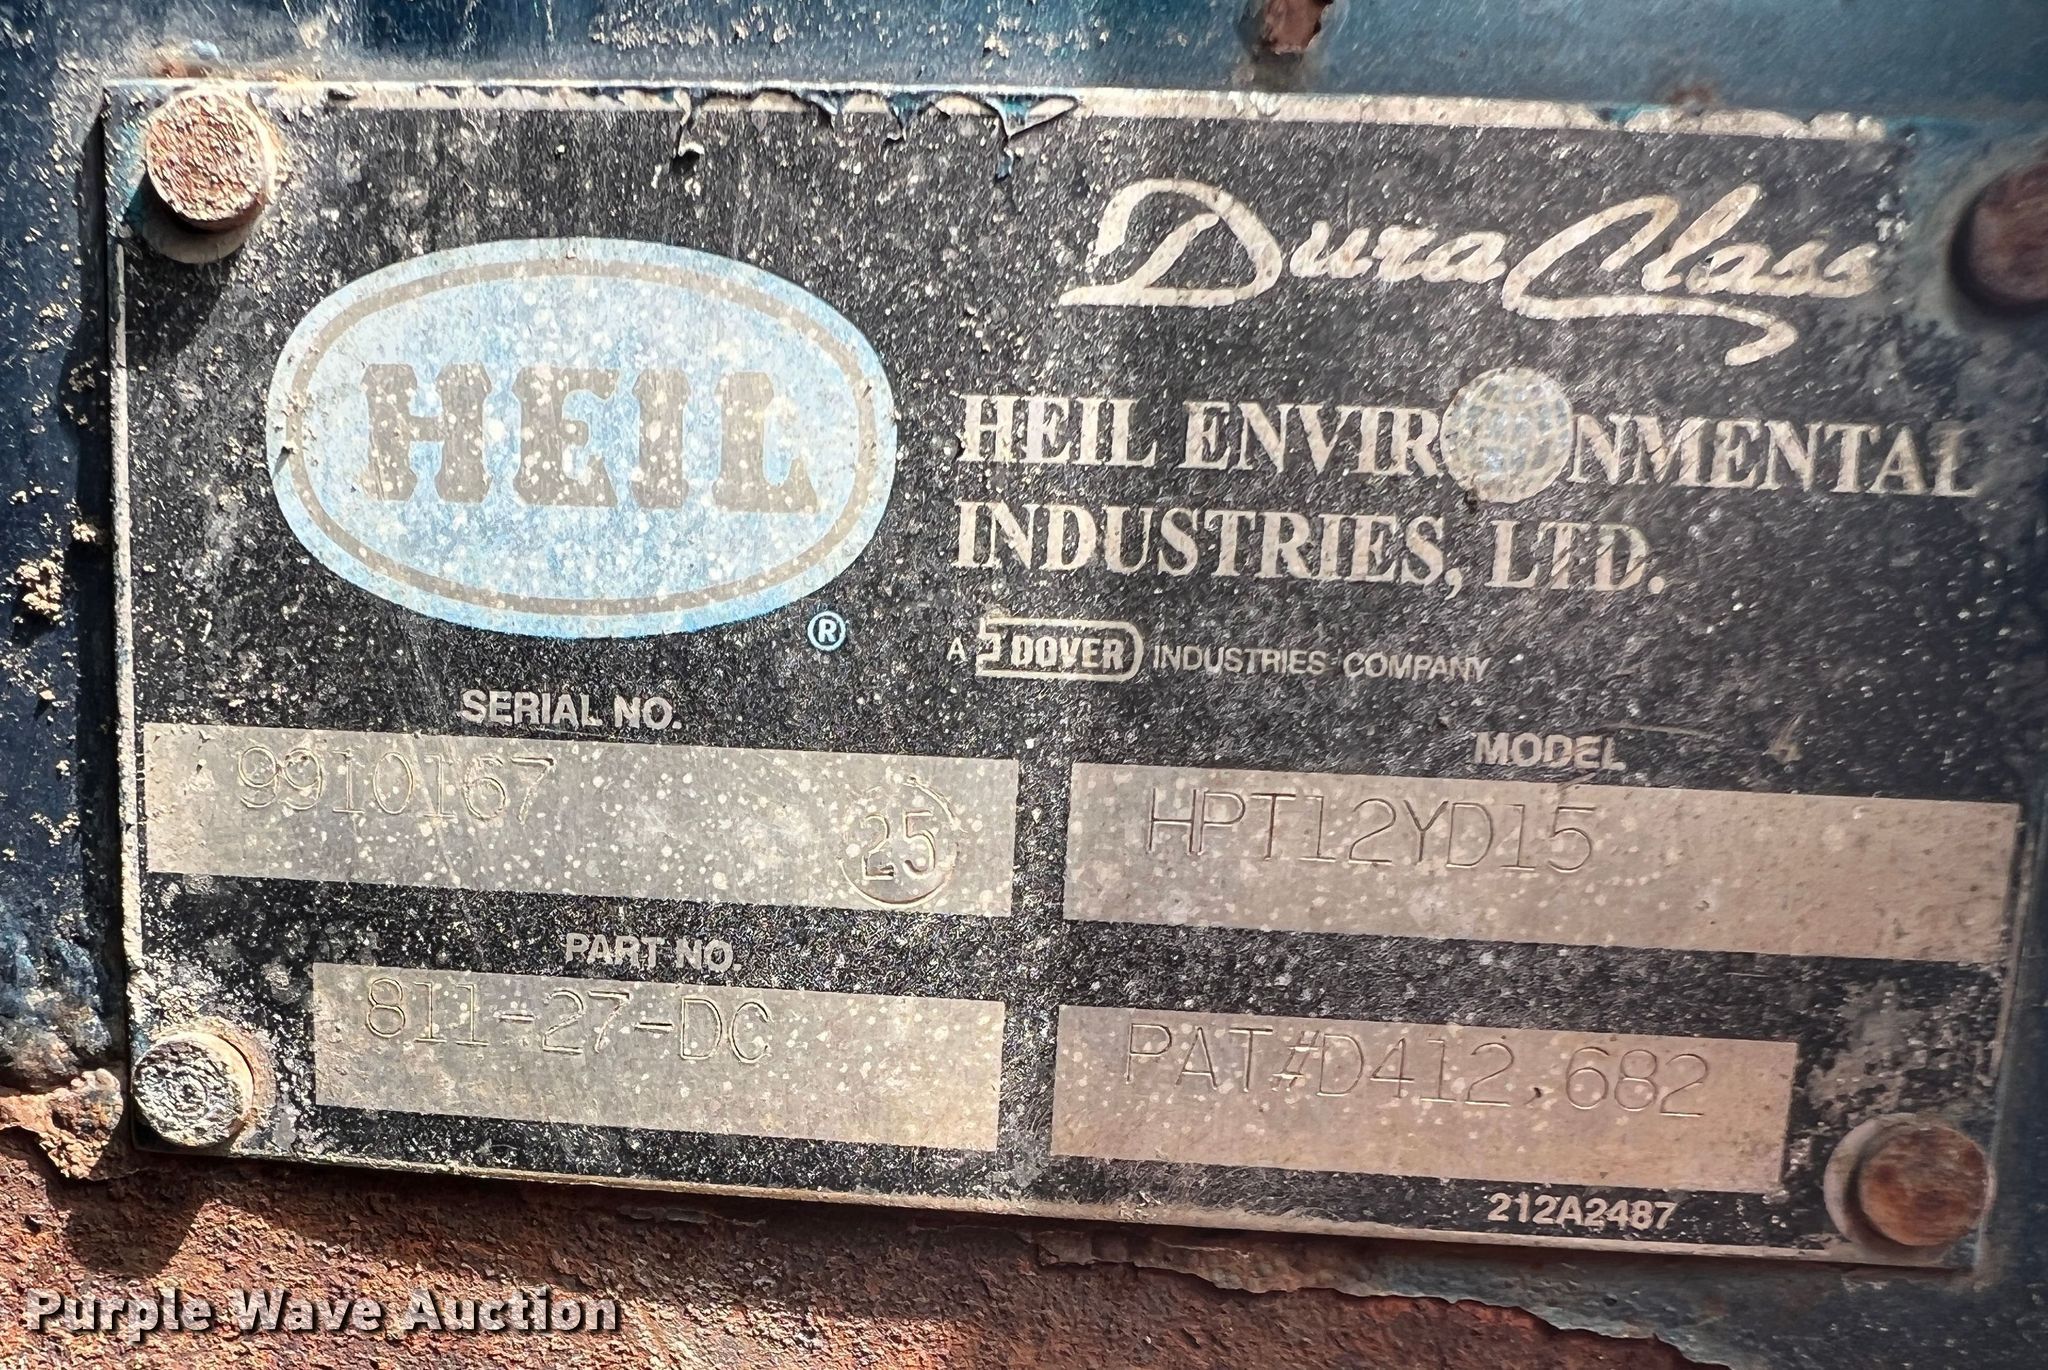 DuraClass™
HEIL ®
HEIL ENVIRONMENTAL
INDUSTRIES, LTD.
A DOVER INDUSTRIES COMPANY
SERIAL NO.
9910167 25
MODEL
HPT12YD15
PART NO.
811-27-DC
PAT#D412,682
212A2487
Purple Wave Auction